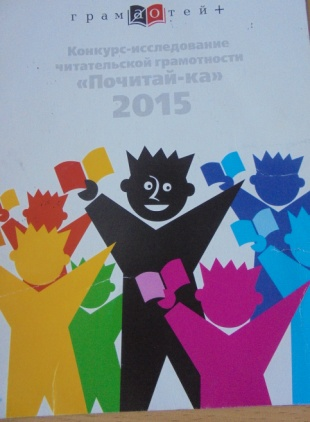 грамотей+
Конкурс-исследование
читательской грамотности
«Почитай-ка»
2015